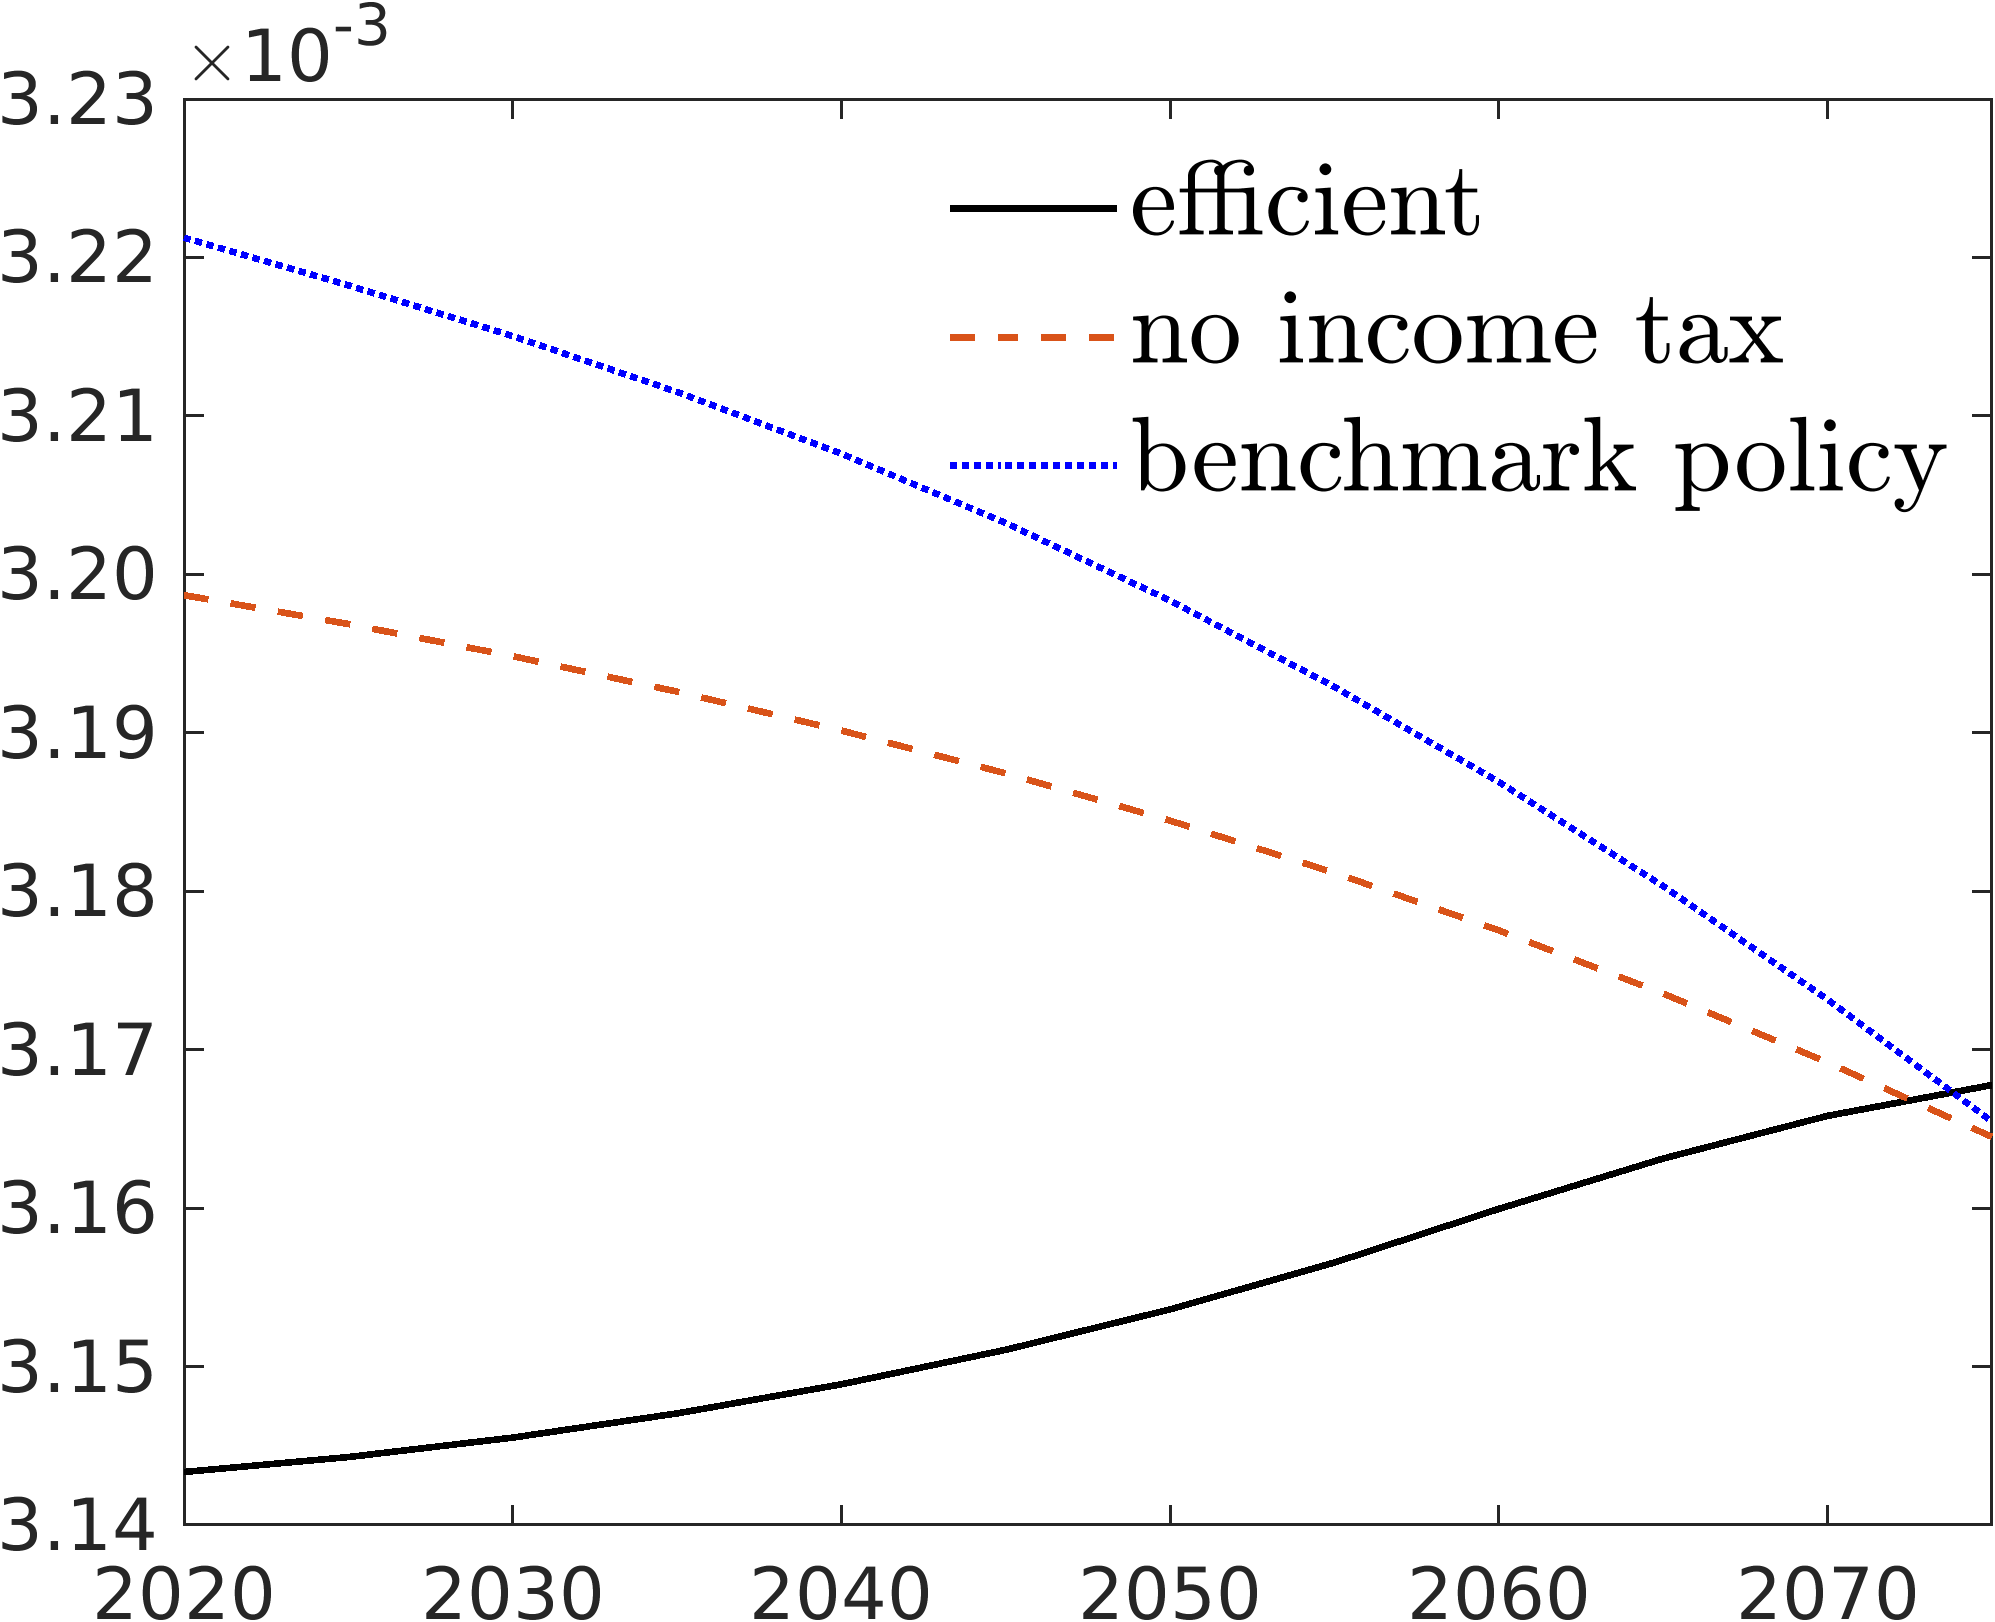 ×10-3
3.23
3.22
3.21
3.20
3.19
3.18
3.17
3.16
3.15
3.14
efficient
no income tax
benchmark policy
2020 2030 2040 2050 2060 2070